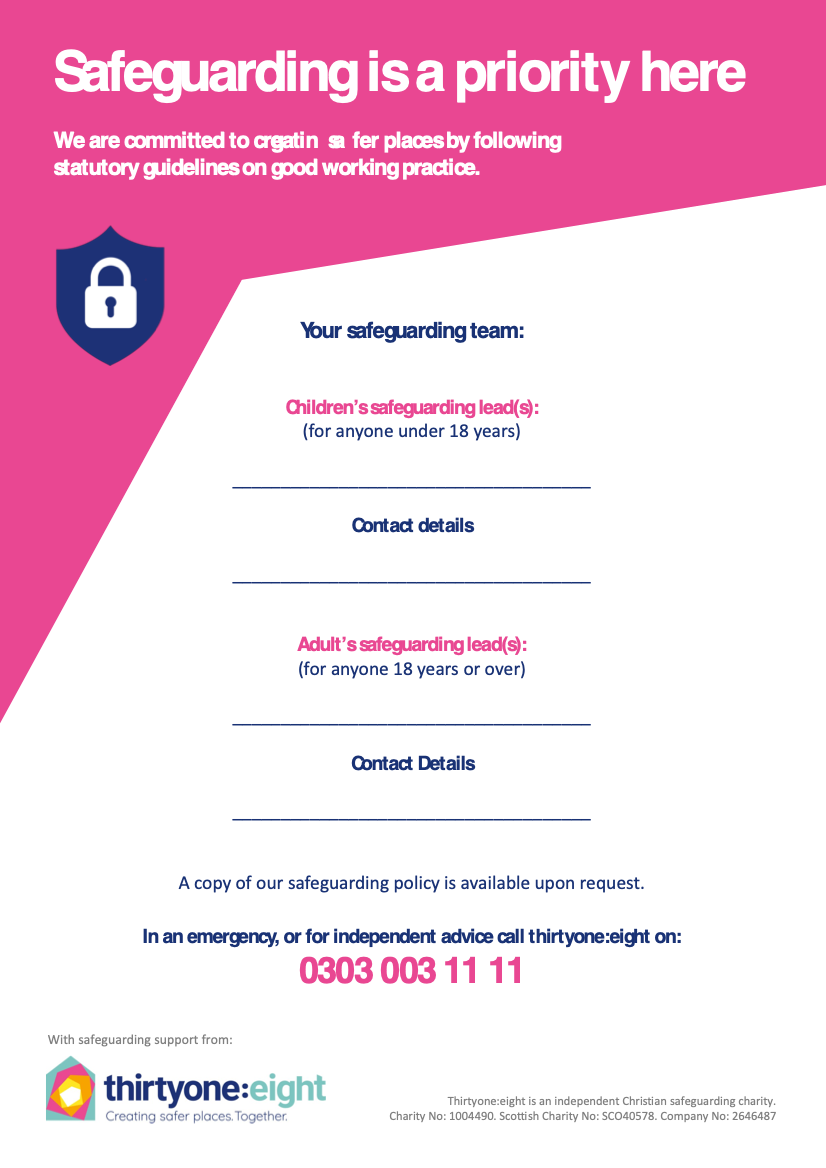 Safeguarding is a priority here
We are committed to creating safer places by following
statutory guidelines on good working practice.
Your safeguarding team:
Children's safeguarding lead(s):
(for anyone under 18 years)
Contact details
Adult's safeguarding lead(s):
(for anyone 18 years or over)
Contact Details
A copy of our safeguarding policy is available upon request.
In an emergency, or for independent advice call thirtyone:eight on:
0303 003 11 11
With safeguarding support from:
thirtyone:eight
Creating safer places. Together.
Thirtyone:eight is an independent Christian safeguarding charity.
Charity No: 1004490. Scottish Charity No: SCO40578. Company No: 2646487